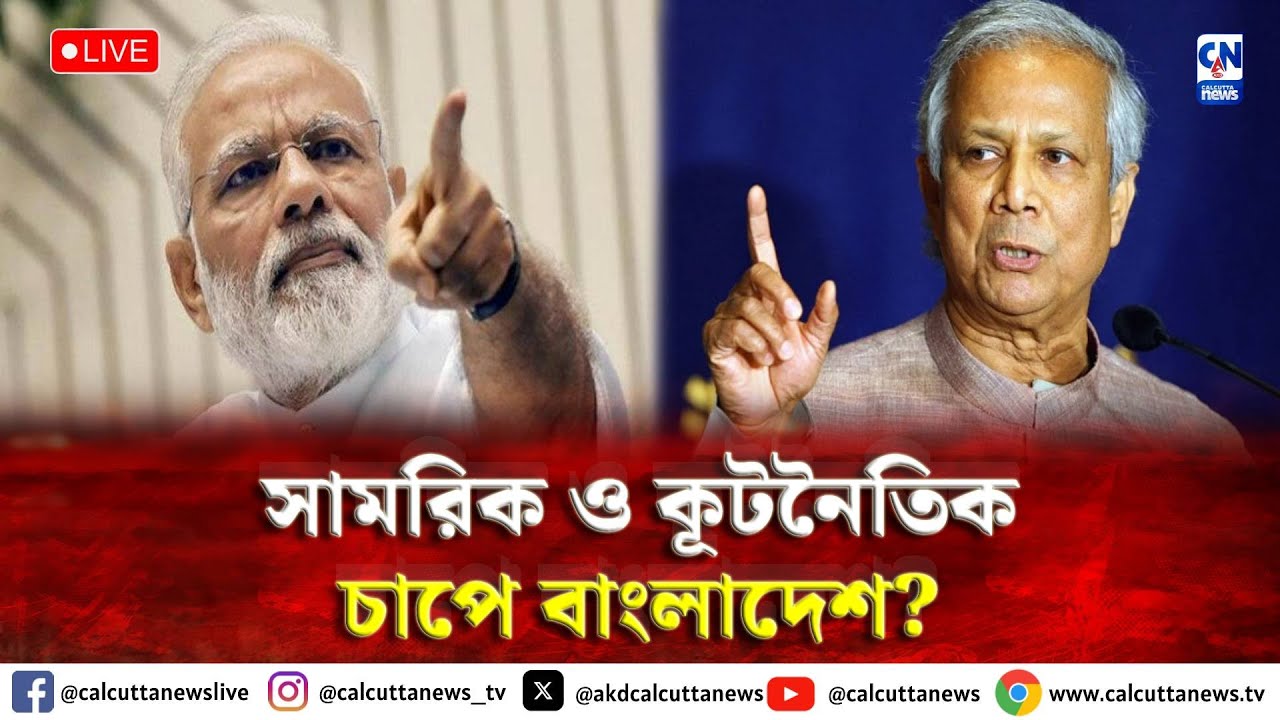 LIVE
CN
CALCUTTA
news
সামরিক ও কূটনৈতিক
চাপে বাংলাদেশ?
@calcuttanewslive
@calcuttanews_tv
@akdcalcuttanews
@calcuttanews
www.calcuttanews.tv